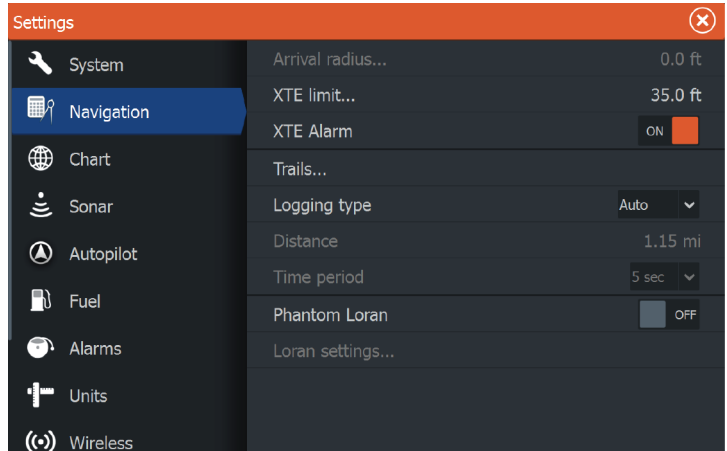 Settings
System
Navigation
Chart
Sonar
Autopilot
Fuel
Alarms
Units
Wireless
Arrival radius... 0.0 ft
XTE limit... 35.0 ft
XTE Alarm ON
Trails...
Logging type Auto
Distance 1.15 mi
Time period 5 sec
Phantom Loran OFF
Loran settings...